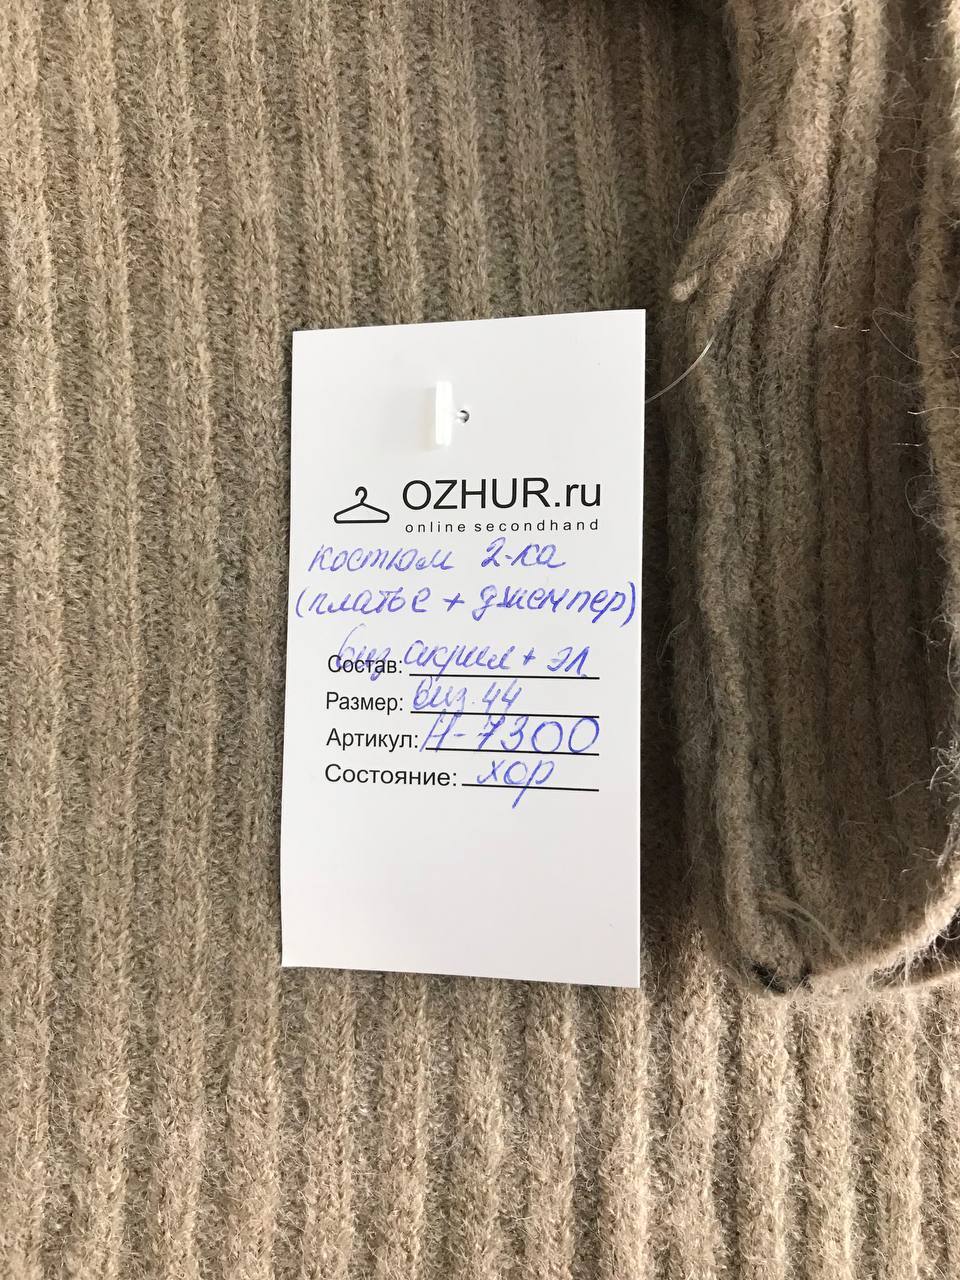 OZHUR.ru
online secondhand
костюм 2-ка
(платье + джемпер)
Состав: виз. акрил + эл
Размер: виз. 44
Артикул: Н-7300
Состояние: хор